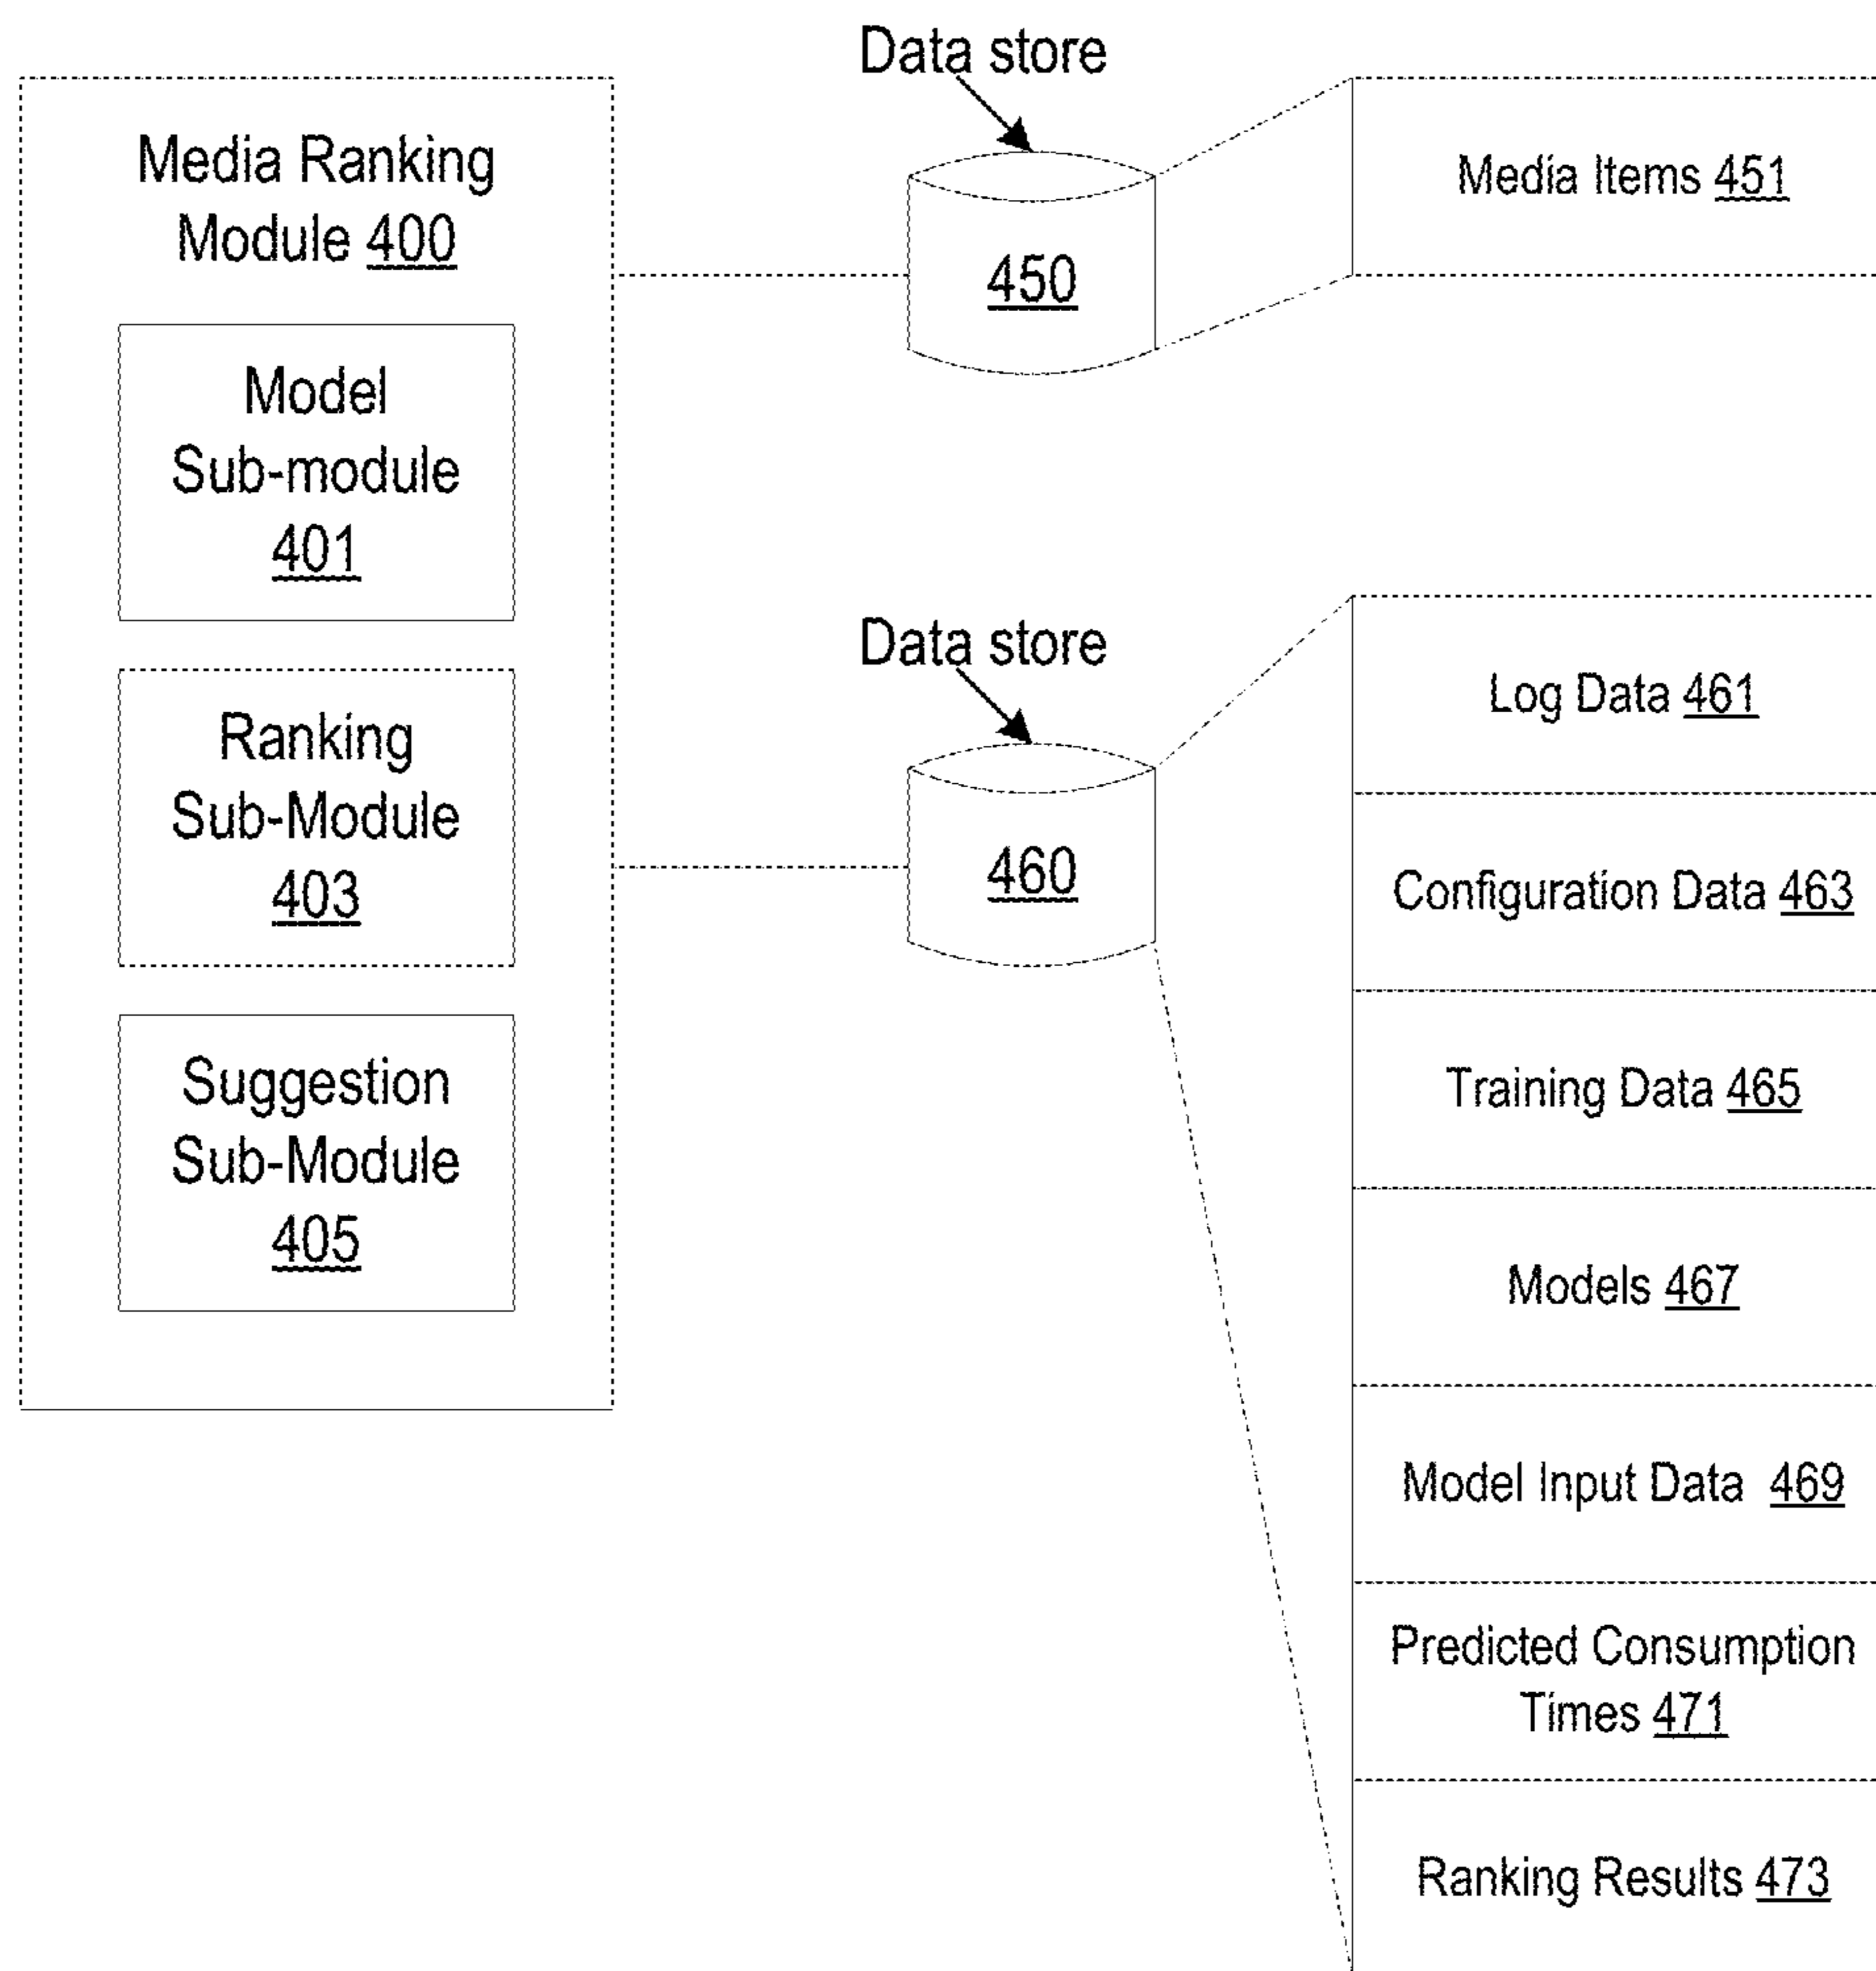 Media Ranking
Module 400
Model
Sub-module
401
Ranking
Sub-Module
403
Suggestion
Sub-Module
405
Data store
450
Media Items 451
Data store
460
Log Data 461
Configuration Data 463
Training Data 465
Models 467
Model Input Data 469
Predicted Consumption
Times 471
Ranking Results 473